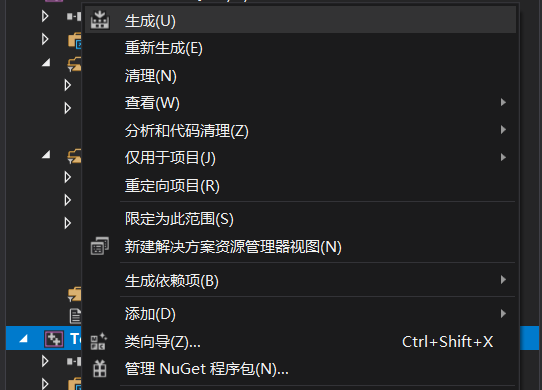 生成(U)
重新生成(E)
清理(N)
查看(W)
分析和代码清理(Z)
仅用于项目(J)
重定向项目(R)
限定为此范围(S)
新建解决方案资源管理器视图(N)
生成依赖项(B)
添加(D)
类向导(Z)... Ctrl+Shift+X
管理 NuGet 程序包(N)...